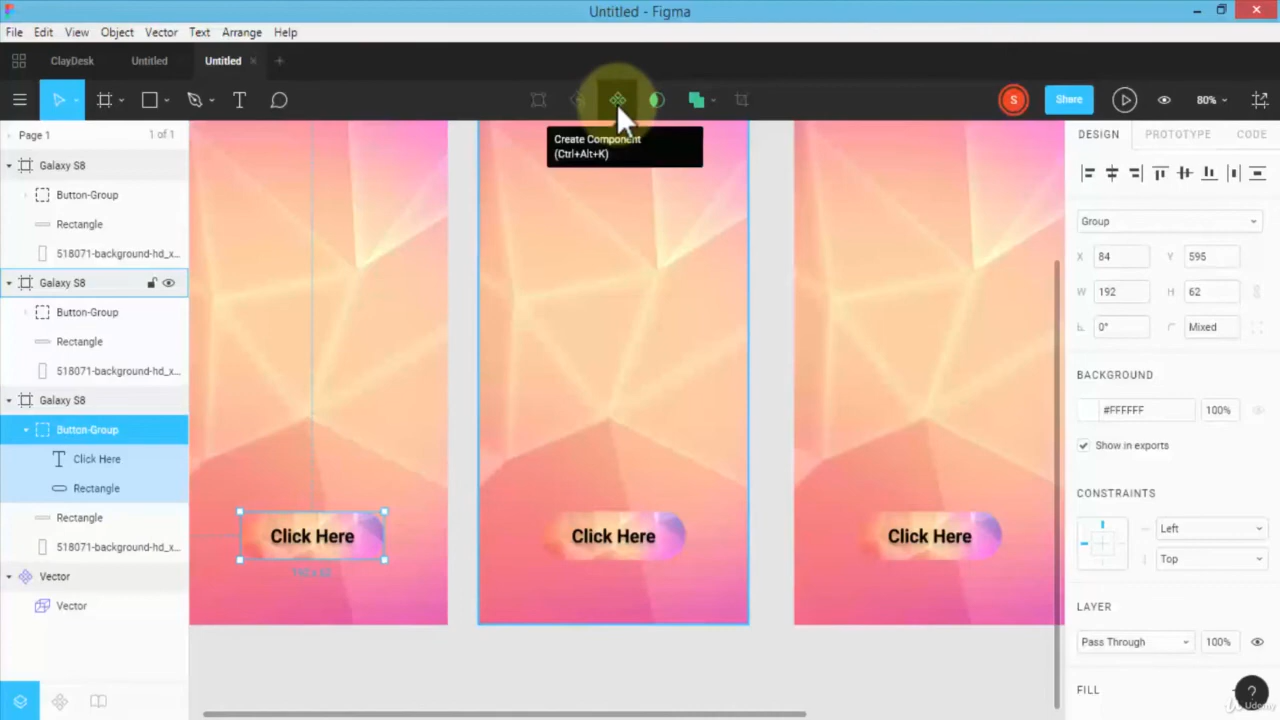 Untitled - Figma
File Edit View Object Vector Text Arrange Help
ClayDesk Untitled Untitled
S Share 80%
Create Component
(Ctrl+Alt+K)
Page 1 1 of 1
DESIGN PROTOTYPE CODE
Galaxy S8
Button-Group
Rectangle
518071-background-hd_x...
Galaxy S8
Button-Group
Rectangle
518071-background-hd_x...
Galaxy S8
Button-Group
Click Here
Rectangle
Rectangle
518071-background-hd_x...
Vector
Vector
Click Here
Click Here
Click Here
Group
X 84 Y 595
W 192 H 62
0° Mixed
BACKGROUND
#FFFFFF 100%
Show in exports
CONSTRAINTS
Left
Top
LAYER
Pass Through 100%
FILL
?
Udemy